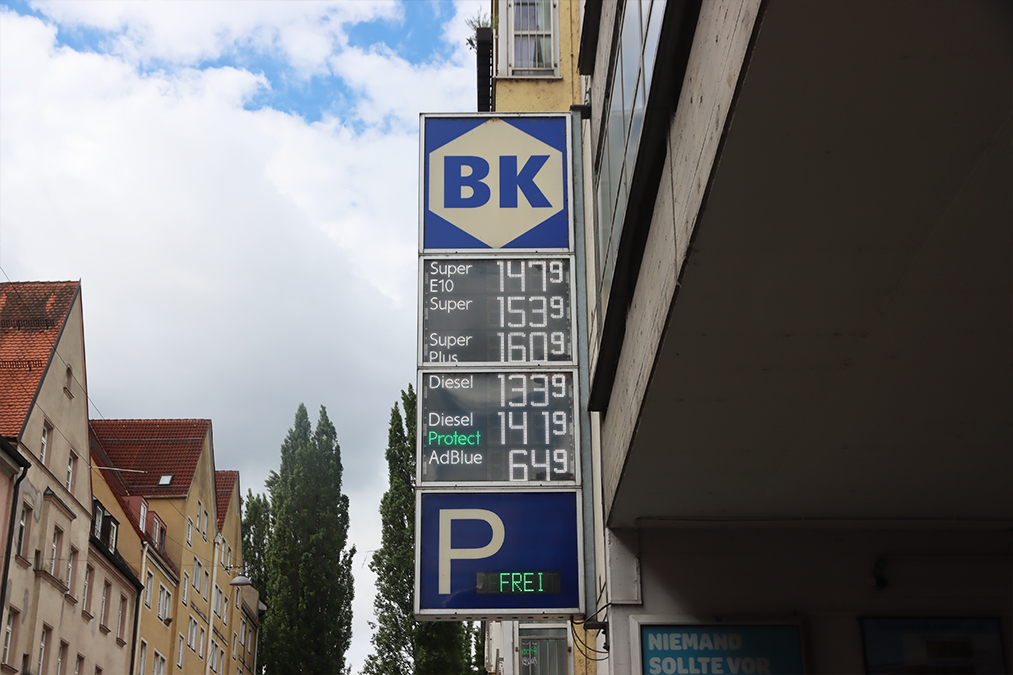 BK
Super 147⁹
E10
Super 153⁹
Super 160⁹
Plus
Diesel 133⁹
Diesel 141⁹
Protect
AdBlue 64⁹
P
FREI
NIEMAND
SOLLTE VOR